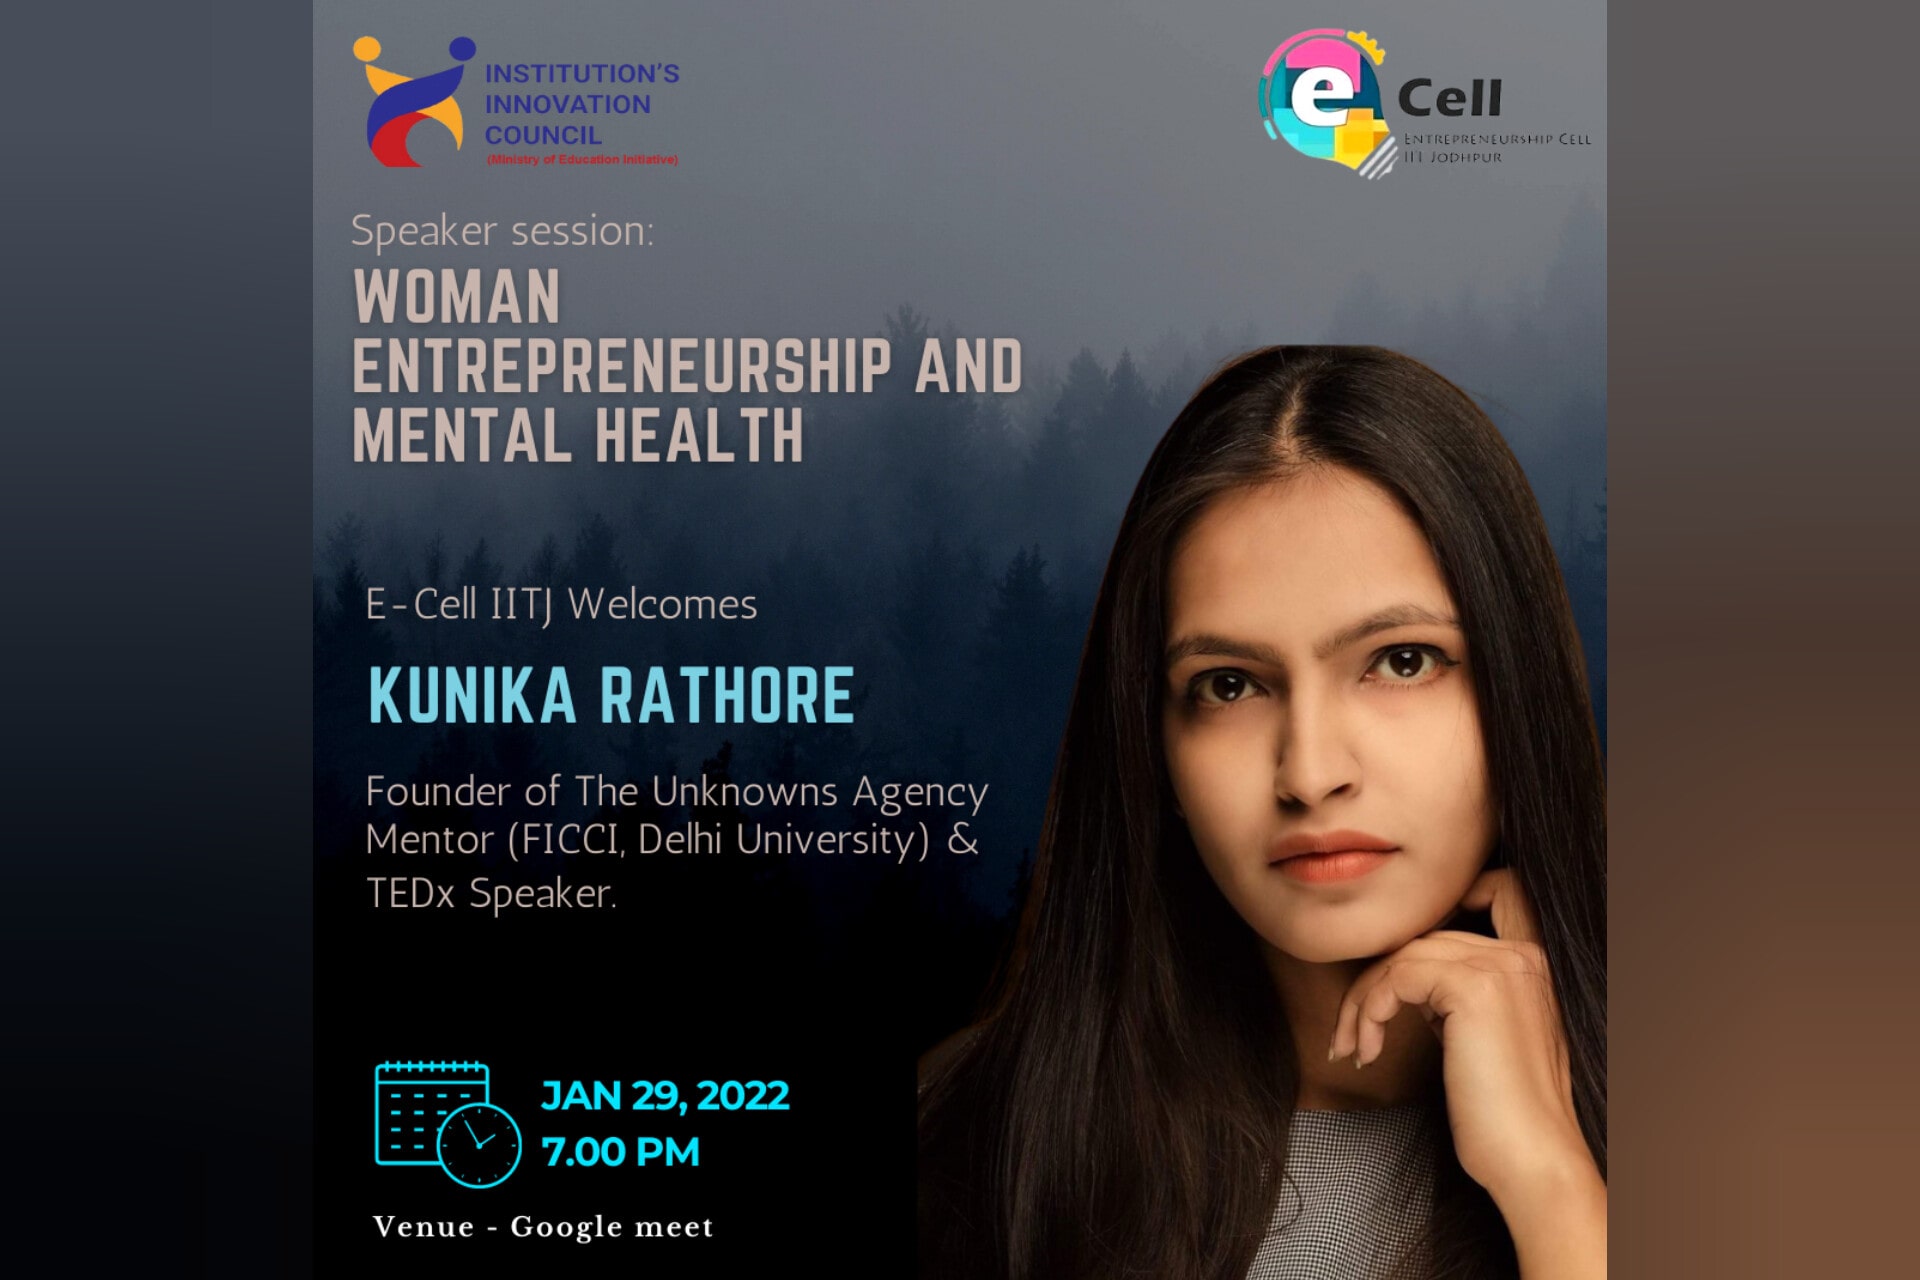 INSTITUTION'S
INNOVATION
COUNCIL
(Ministry of Education Initiative)
e Cell
ENTREPRENEURSHIP CELL
IIT JODHPUR
Speaker session:
WOMAN
ENTREPRENEURSHIP AND
MENTAL HEALTH
E-Cell IITJ Welcomes
KUNIKA RATHORE
Founder of The Unknowns Agency
Mentor (FICCI, Delhi University) &
TEDx Speaker.
JAN 29, 2022
7.00 PM
Venue - Google meet